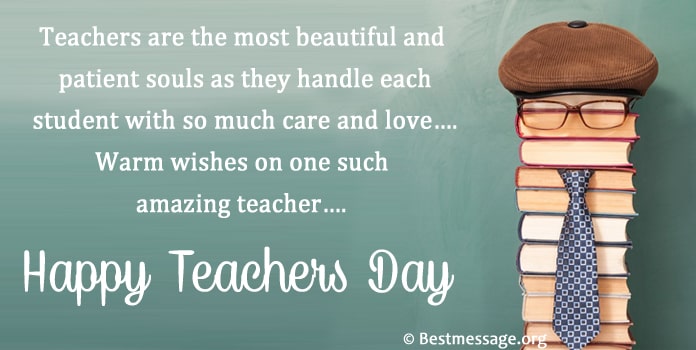 Teachers are the most beautiful and
patient souls as they handle each
student with so much care and love....
Warm wishes on one such
amazing teacher....
Happy Teachers Day
© Bestmessage.org